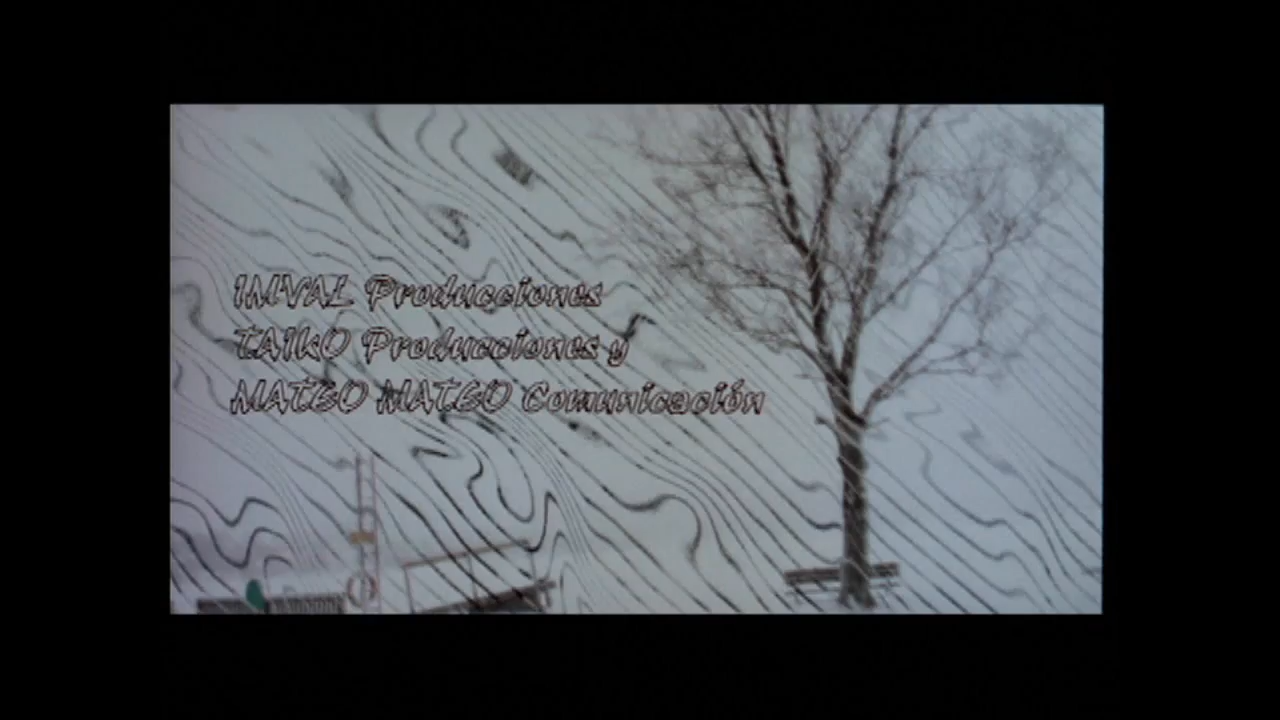 IMVAL Producciones
TAIKO Producciones y
MATEO MATEO Comunicación